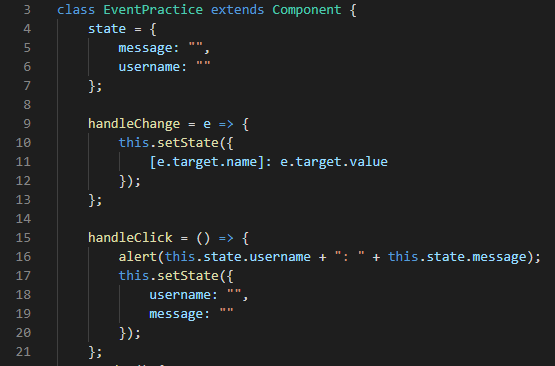 3 class EventPractice extends Component {
4 state = {
5 message: "",
6 username: ""
7 };
8
9 handleChange = e => {
10 this.setState({
11 [e.target.name]: e.target.value
12 });
13 };
14
15 handleClick = () => {
16 alert(this.state.username + ": " + this.state.message);
17 this.setState({
18 username: "",
19 message: ""
20 });
21 };